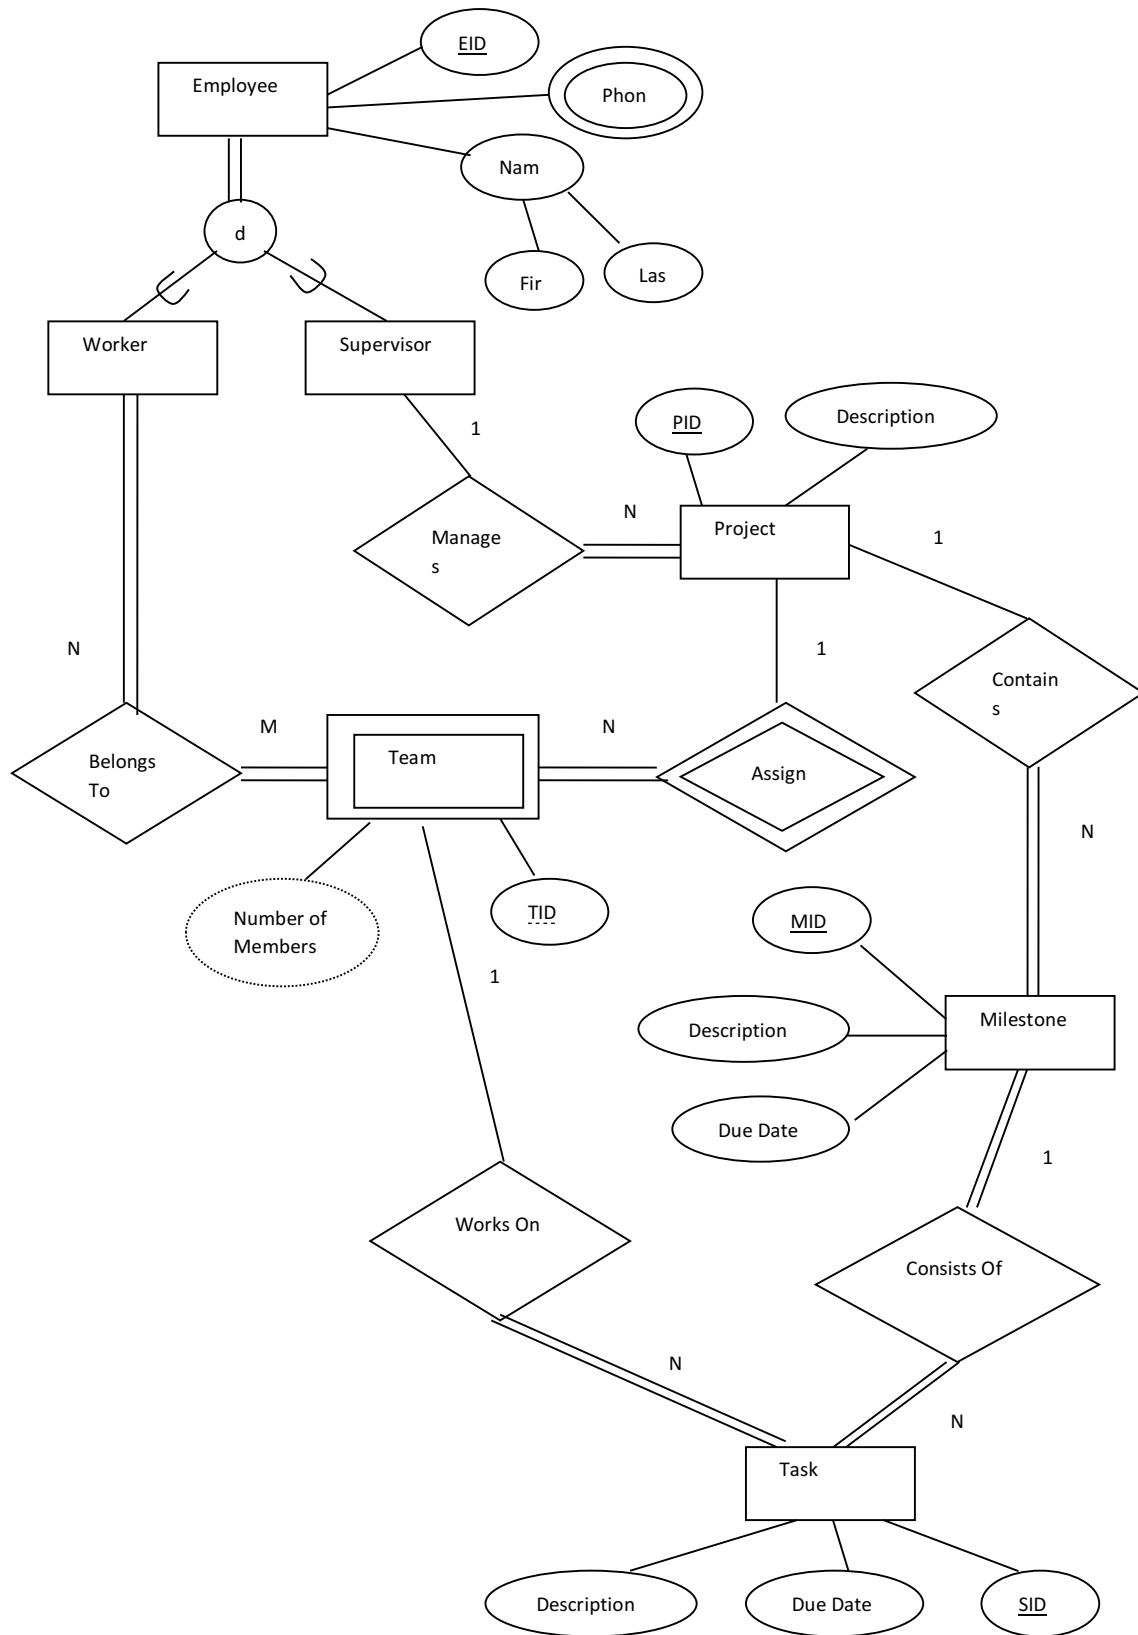 EID
Employee
Phon
Nam
d
Fir
Las
Worker
Supervisor
PID
Description
1
N
Project
1
Manage
s
N
1
Contain
s
M
N
Belongs
To
Team
Assign
N
Number of
Members
TID
MID
1
Description
Milestone
Due Date
1
Works On
Consists Of
N
N
Task
Description
Due Date
SID